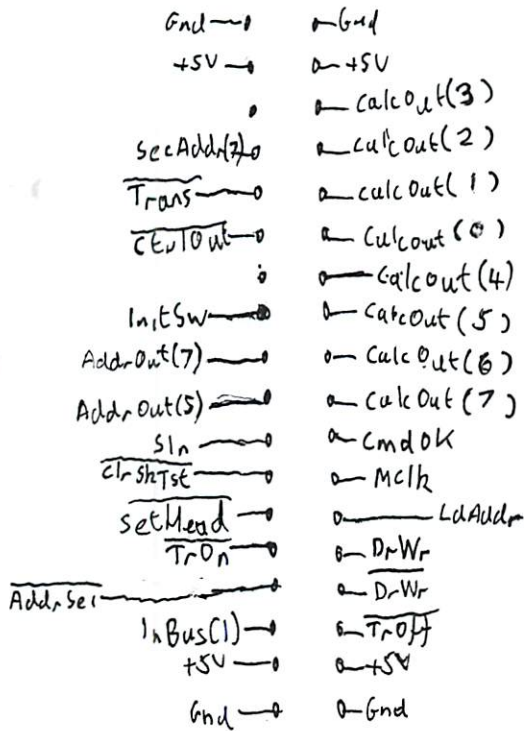 Gnd Gnd
+5V +5V
CalcOut(3)
SecAddr(7) CalcOut(2)
Trans CalcOut(1)
CtrlOut CalcOut(0)
CalcOut(4)
InitSw CalcOut(5)
AddrOut(7) CalcOut(6)
AddrOut(5) CalcOut(7)
SIn CmdOK
ClrShTst MClk
SetHead LdAddr
TrOn DrWr
AddrSel DrWr
InBus(1) TrOff
+5V +5V
Gnd Gnd